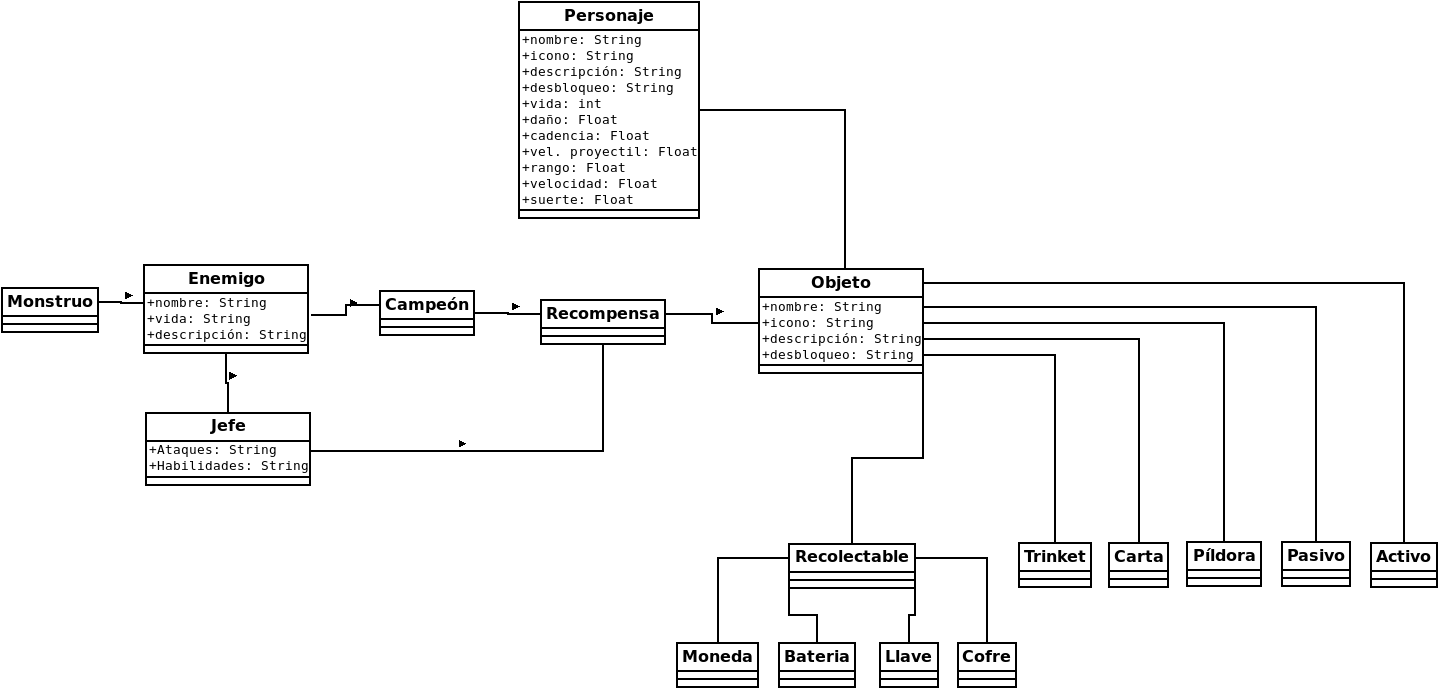 Personaje
+nombre: String
+icono: String
+descripción: String
+desbloqueo: String
+vida: int
+daño: Float
+cadencia: Float
+vel. proyectil: Float
+rango: Float
+velocidad: Float
+suerte: Float
Monstruo
Enemigo
+nombre: String
+vida: String
+descripción: String
Campeón
Recompensa
Objeto
+nombre: String
+icono: String
+descripción: String
+desbloqueo: String
Jefe
+Ataques: String
+Habilidades: String
Recolectable
Trinket
Carta
Píldora
Pasivo
Activo
Moneda
Bateria
Llave
Cofre